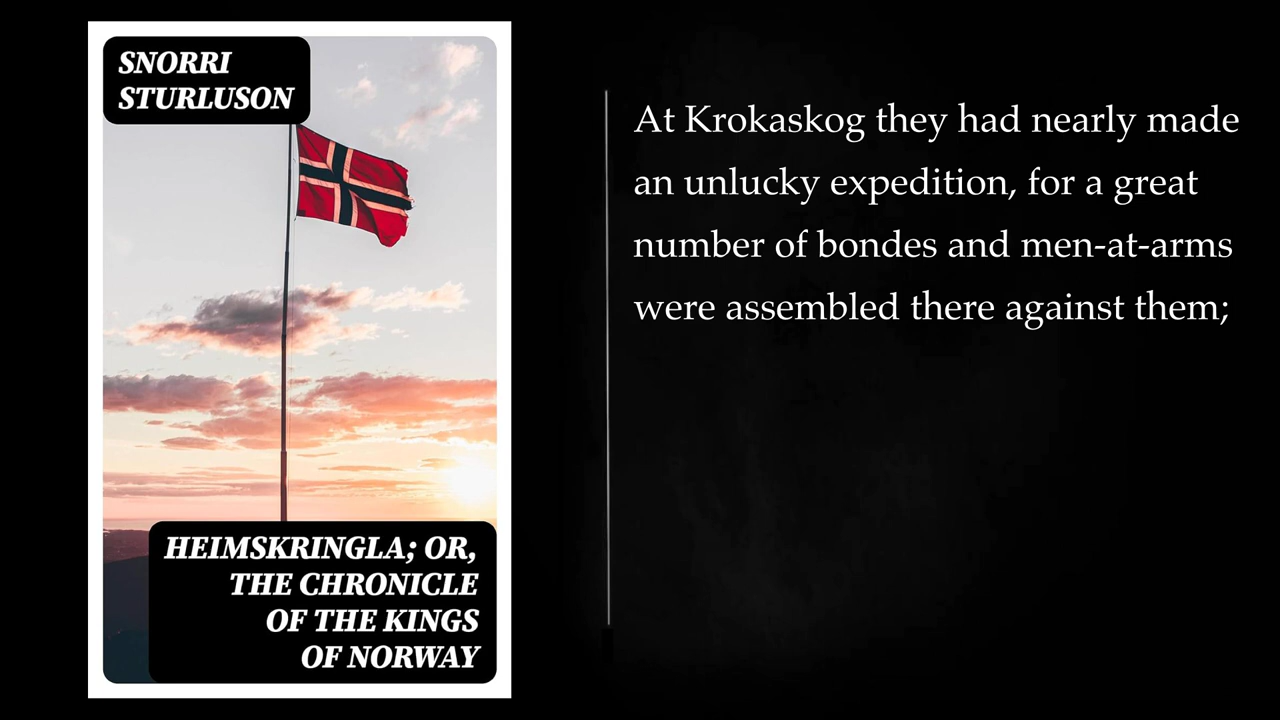 SNORRI
STURLUSON
HEIMSKRINGLA; OR,
THE CHRONICLE
OF THE KINGS
OF NORWAY
At Krokaskog they had nearly made
an unlucky expedition, for a great
number of bondes and men-at-arms
were assembled there against them;